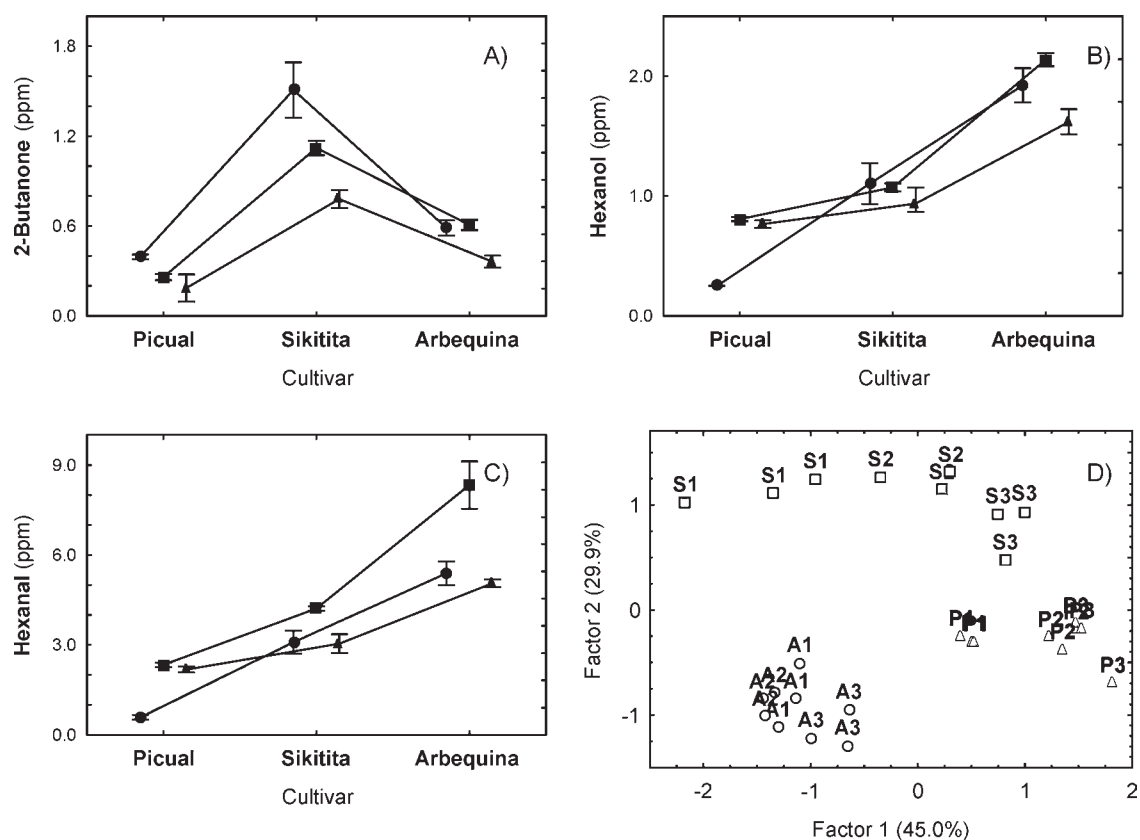 A)
2-Butanone (ppm)
1.8
1.2
0.6
0.0
Picual Sikitita Arbequina
Cultivar
B)
Hexanol (ppm)
2.0
1.0
0.0
Picual Sikitita Arbequina
Cultivar
C)
Hexanal (ppm)
9.0
6.0
3.0
0.0
Picual Sikitita Arbequina
Cultivar
D)
Factor 2 (29.9%)
1
0
-1
S1 S1 S1 S2 S2
S3 S3
S3
P2
P2
P3
A1
A2 A1
A2
A1 A3 A3
A3
-2 -1 0 1 2
Factor 1 (45.0%)